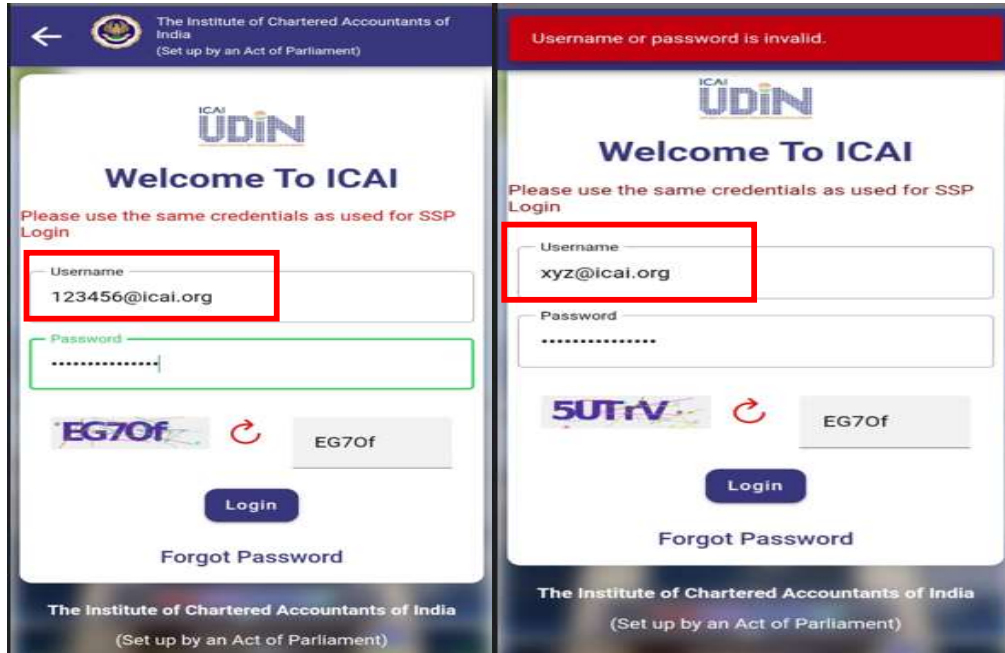 The Institute of Chartered Accountants of
India
(Set up by an Act of Parliament)
ICAI
UDiN
Welcome To ICAI
Please use the same credentials as used for SSP
Login
Username
123456@icai.org
Password
•••••••••••••••
EG7Of
EG7Of
Login
Forgot Password
The Institute of Chartered Accountants of India
(Set up by an Act of Parliament)
Username or password is invalid.
ICAI
UDiN
Welcome To ICAI
Please use the same credentials as used for SSP
Login
Username
xyz@icai.org
Password
•••••••••••••••
5UTrV
EG7Of
Login
Forgot Password
The Institute of Chartered Accountants of India
(Set up by an Act of Parliament)